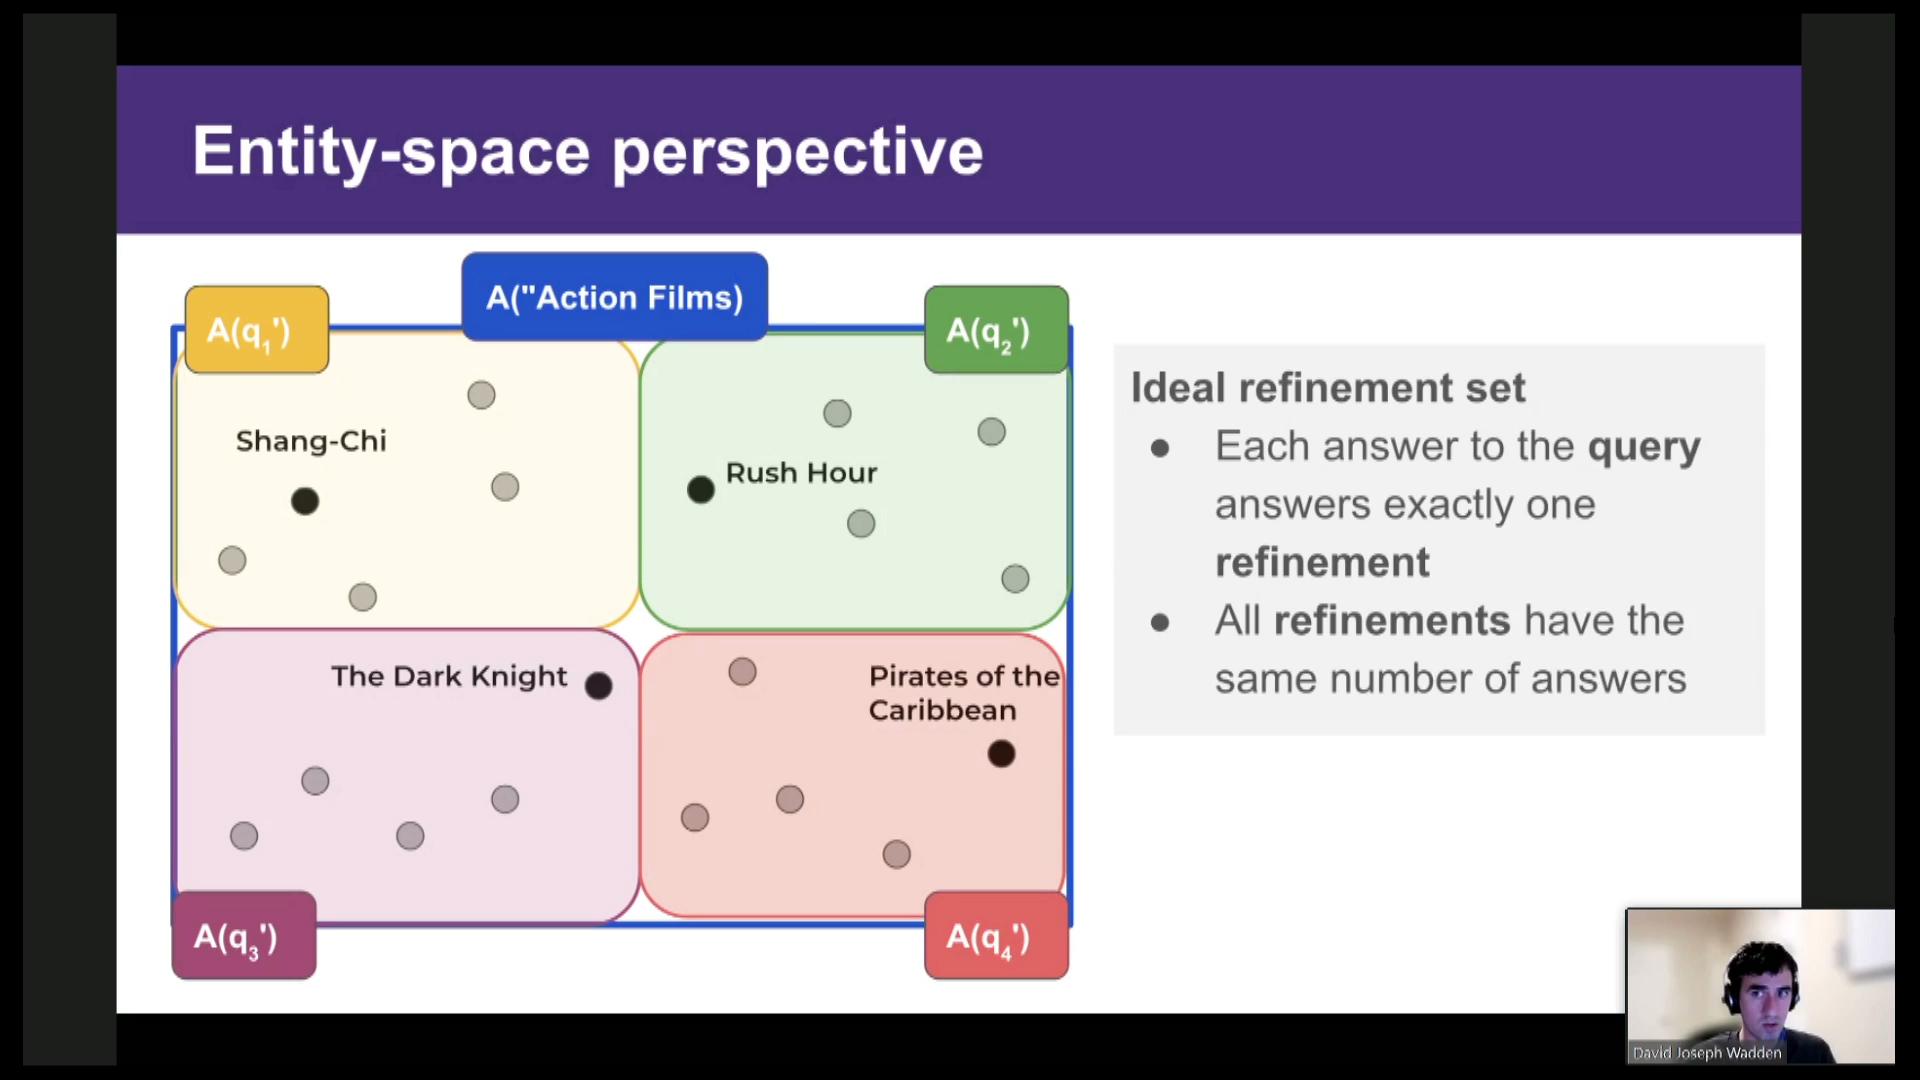 Entity-space perspective
A("Action Films)
A(q1')
A(q2')
Shang-Chi
Rush Hour
The Dark Knight
Pirates of the
Caribbean
A(q3')
A(q4')
Ideal refinement set
● Each answer to the query
answers exactly one
refinement
● All refinements have the
same number of answers
David Joseph Wadden